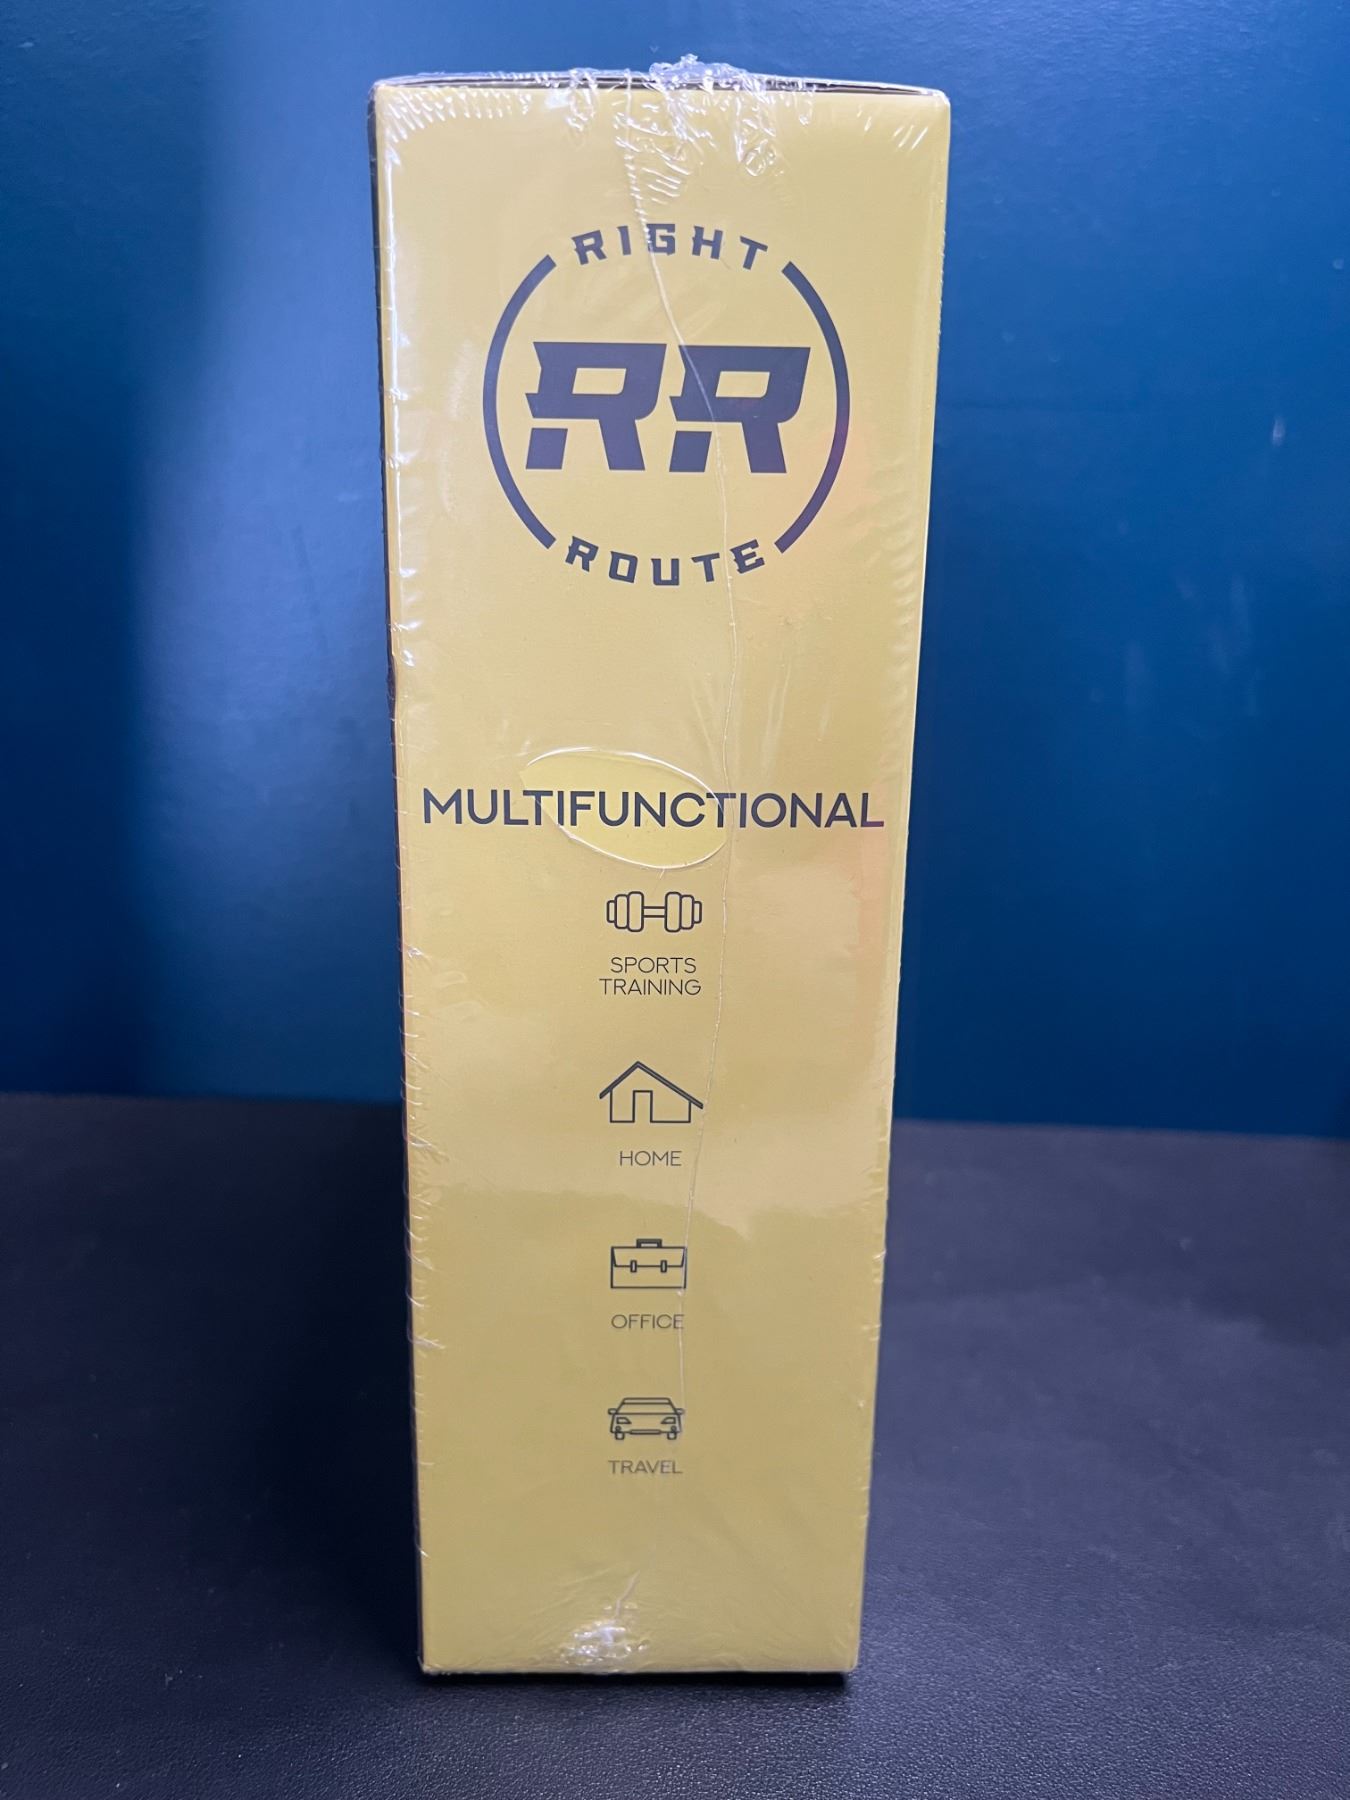 RIGHT
RR
ROUTE
MULTIFUNCTIONAL
SPORTS
TRAINING
HOME
OFFICE
TRAVEL